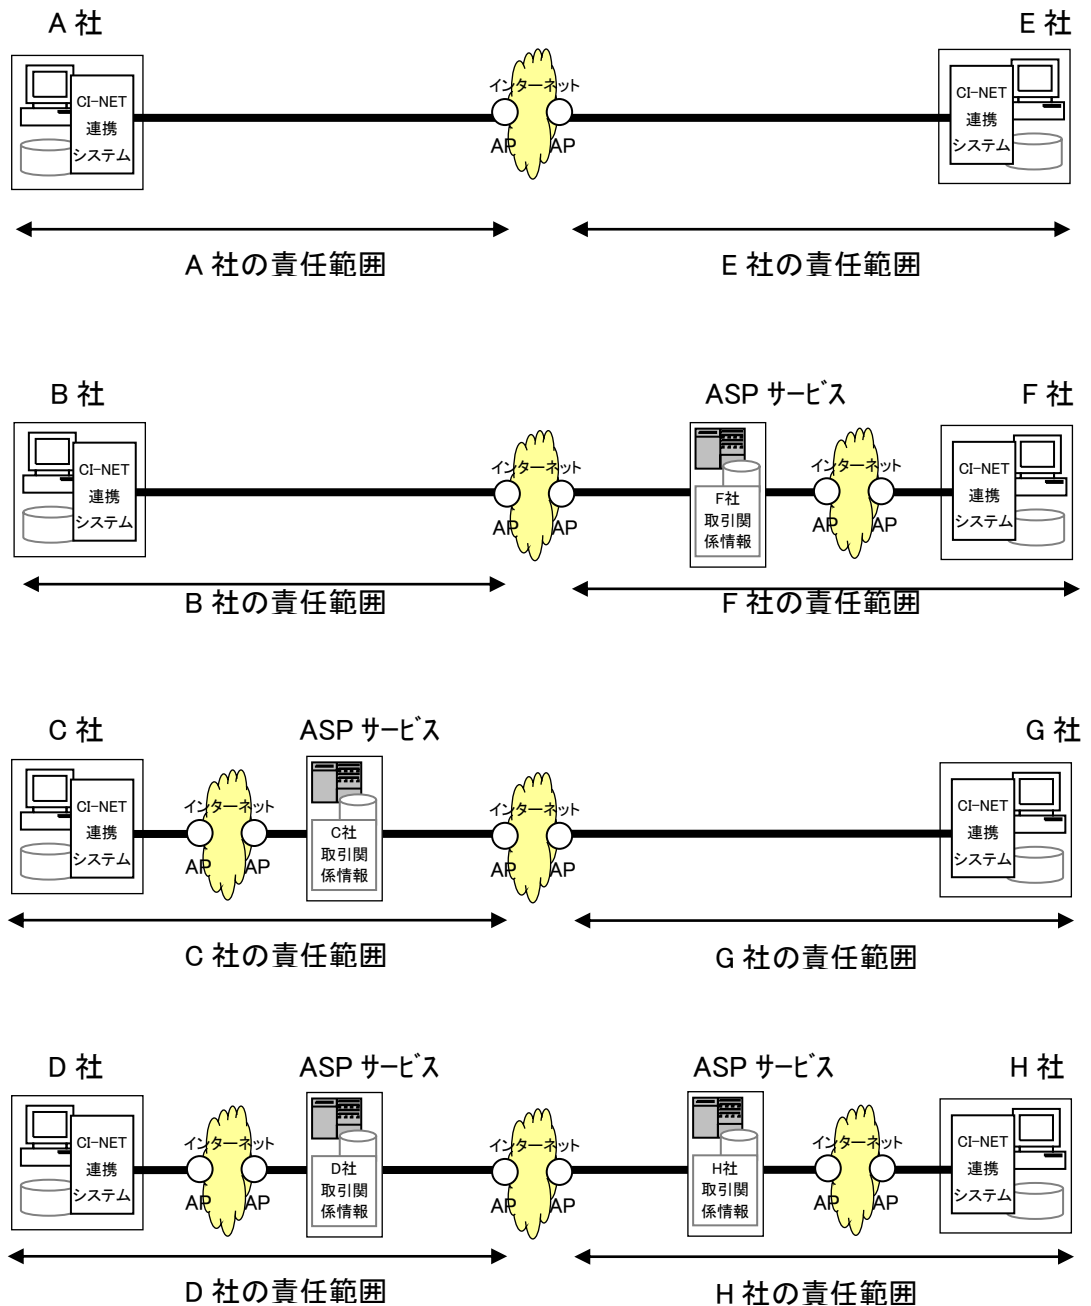 A 社
E 社
CI-NET
連携
システム
インターネット
AP
AP
CI-NET
連携
システム
A 社の責任範囲
E 社の責任範囲
B 社
ASP サービス
F 社
CI-NET
連携
システム
インターネット
AP
AP
F社
取引関
係情報
インターネット
AP
AP
CI-NET
連携
システム
B 社の責任範囲
F 社の責任範囲
C 社
ASP サービス
G 社
CI-NET
連携
システム
インターネット
AP
AP
C社
取引関
係情報
インターネット
AP
AP
CI-NET
連携
システム
C 社の責任範囲
G 社の責任範囲
D 社
ASP サービス
ASP サービス
H 社
CI-NET
連携
システム
インターネット
AP
AP
D社
取引関
係情報
インターネット
AP
AP
H社
取引関
係情報
インターネット
AP
AP
CI-NET
連携
システム
D 社の責任範囲
H 社の責任範囲